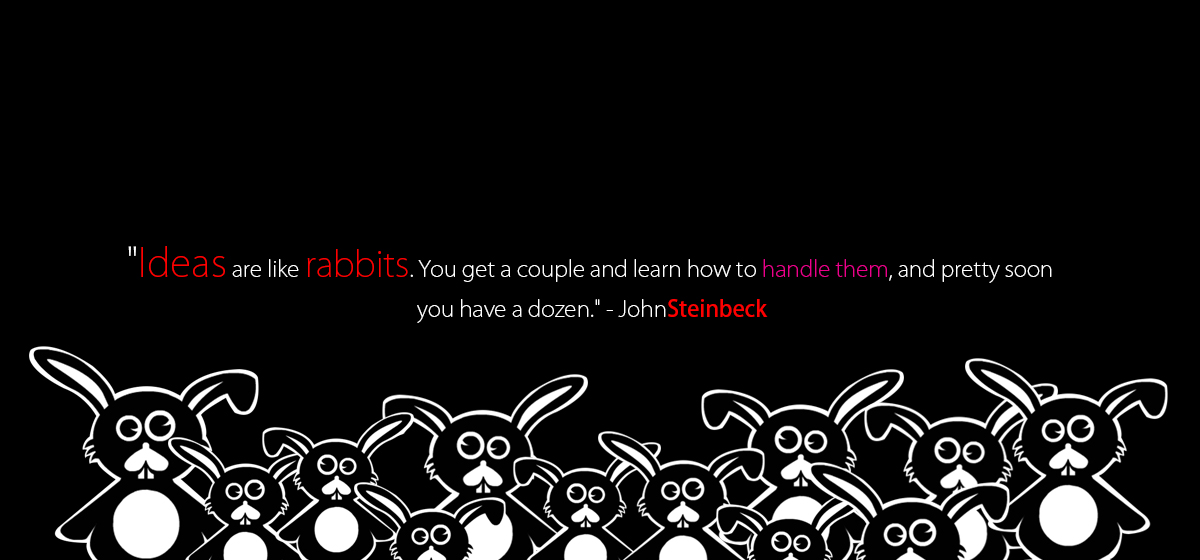 "Ideas are like rabbits. You get a couple and learn how to handle them, and pretty soon
you have a dozen." - JohnSteinbeck